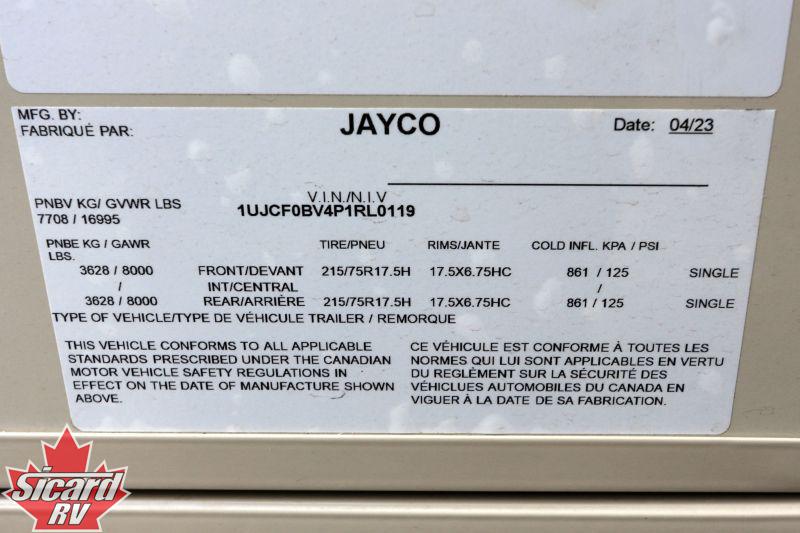 MFG. BY:
FABRIQUÉ PAR:
JAYCO
Date: 04/23
V.I.N./N.I.V
PNBV KG/ GVWR LBS
7708 / 16995
1UJCF0BV4P1RL0119
PNBE KG / GAWR LBS. TIRE/PNEU RIMS/JANTE COLD INFL. KPA / PSI
3628 / 8000 FRONT/DEVANT 215/75R17.5H 17.5X6.75HC 861 / 125 SINGLE
/ INT/CENTRAL /
3628 / 8000 REAR/ARRIÈRE 215/75R17.5H 17.5X6.75HC 861 / 125 SINGLE
TYPE OF VEHICLE/TYPE DE VÉHICULE TRAILER / REMORQUE
THIS VEHICLE CONFORMS TO ALL APPLICABLE
STANDARDS PRESCRIBED UNDER THE CANADIAN
MOTOR VEHICLE SAFETY REGULATIONS IN
EFFECT ON THE DATE OF MANUFACTURE SHOWN
ABOVE.
CE VÉHICULE EST CONFORME À TOUTES LES
NORMES QUI LUI SONT APPLICABLES EN VERTU
DU REGLÈMENT SUR LA SÉCURITÉ DES
VÉHICLUES AUTOMOBILES DU CANADA EN
VIGUER À LA DATE DE SA FABRICATION.
Sicard
RV